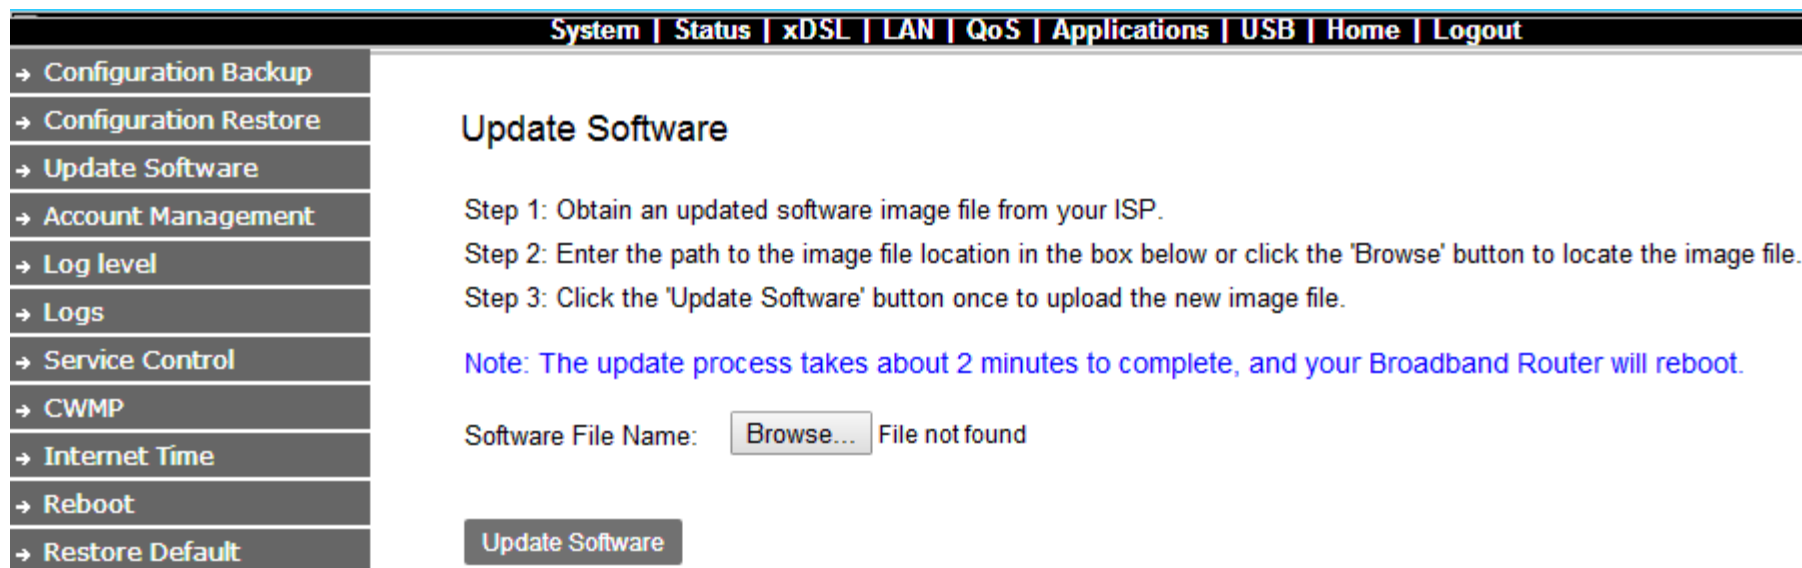 System | Status | xDSL | LAN | QoS | Applications | USB | Home | Logout
→ Configuration Backup
→ Configuration Restore
→ Update Software
→ Account Management
→ Log level
→ Logs
→ Service Control
→ CWMP
→ Internet Time
→ Reboot
→ Restore Default
Update Software
Step 1: Obtain an updated software image file from your ISP.
Step 2: Enter the path to the image file location in the box below or click the 'Browse' button to locate the image file.
Step 3: Click the 'Update Software' button once to upload the new image file.
Note: The update process takes about 2 minutes to complete, and your Broadband Router will reboot.
Software File Name: Browse... File not found
Update Software